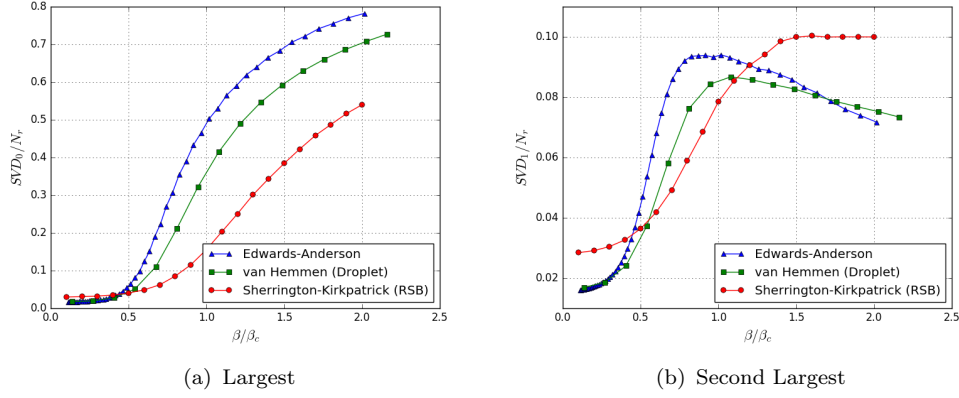 0.8
0.7
0.6
0.5
0.4
0.3
0.2
0.1
0.0
SVD₀/Nᵣ
0.0 0.5 1.0 1.5 2.0 2.5
β/β_c
Edwards-Anderson
van Hemmen (Droplet)
Sherrington-Kirkpatrick (RSB)
(a) Largest
0.10
0.08
0.06
0.04
0.02
SVD₁/Nᵣ
0.0 0.5 1.0 1.5 2.0 2.5
β/β_c
Edwards-Anderson
van Hemmen (Droplet)
Sherrington-Kirkpatrick (RSB)
(b) Second Largest